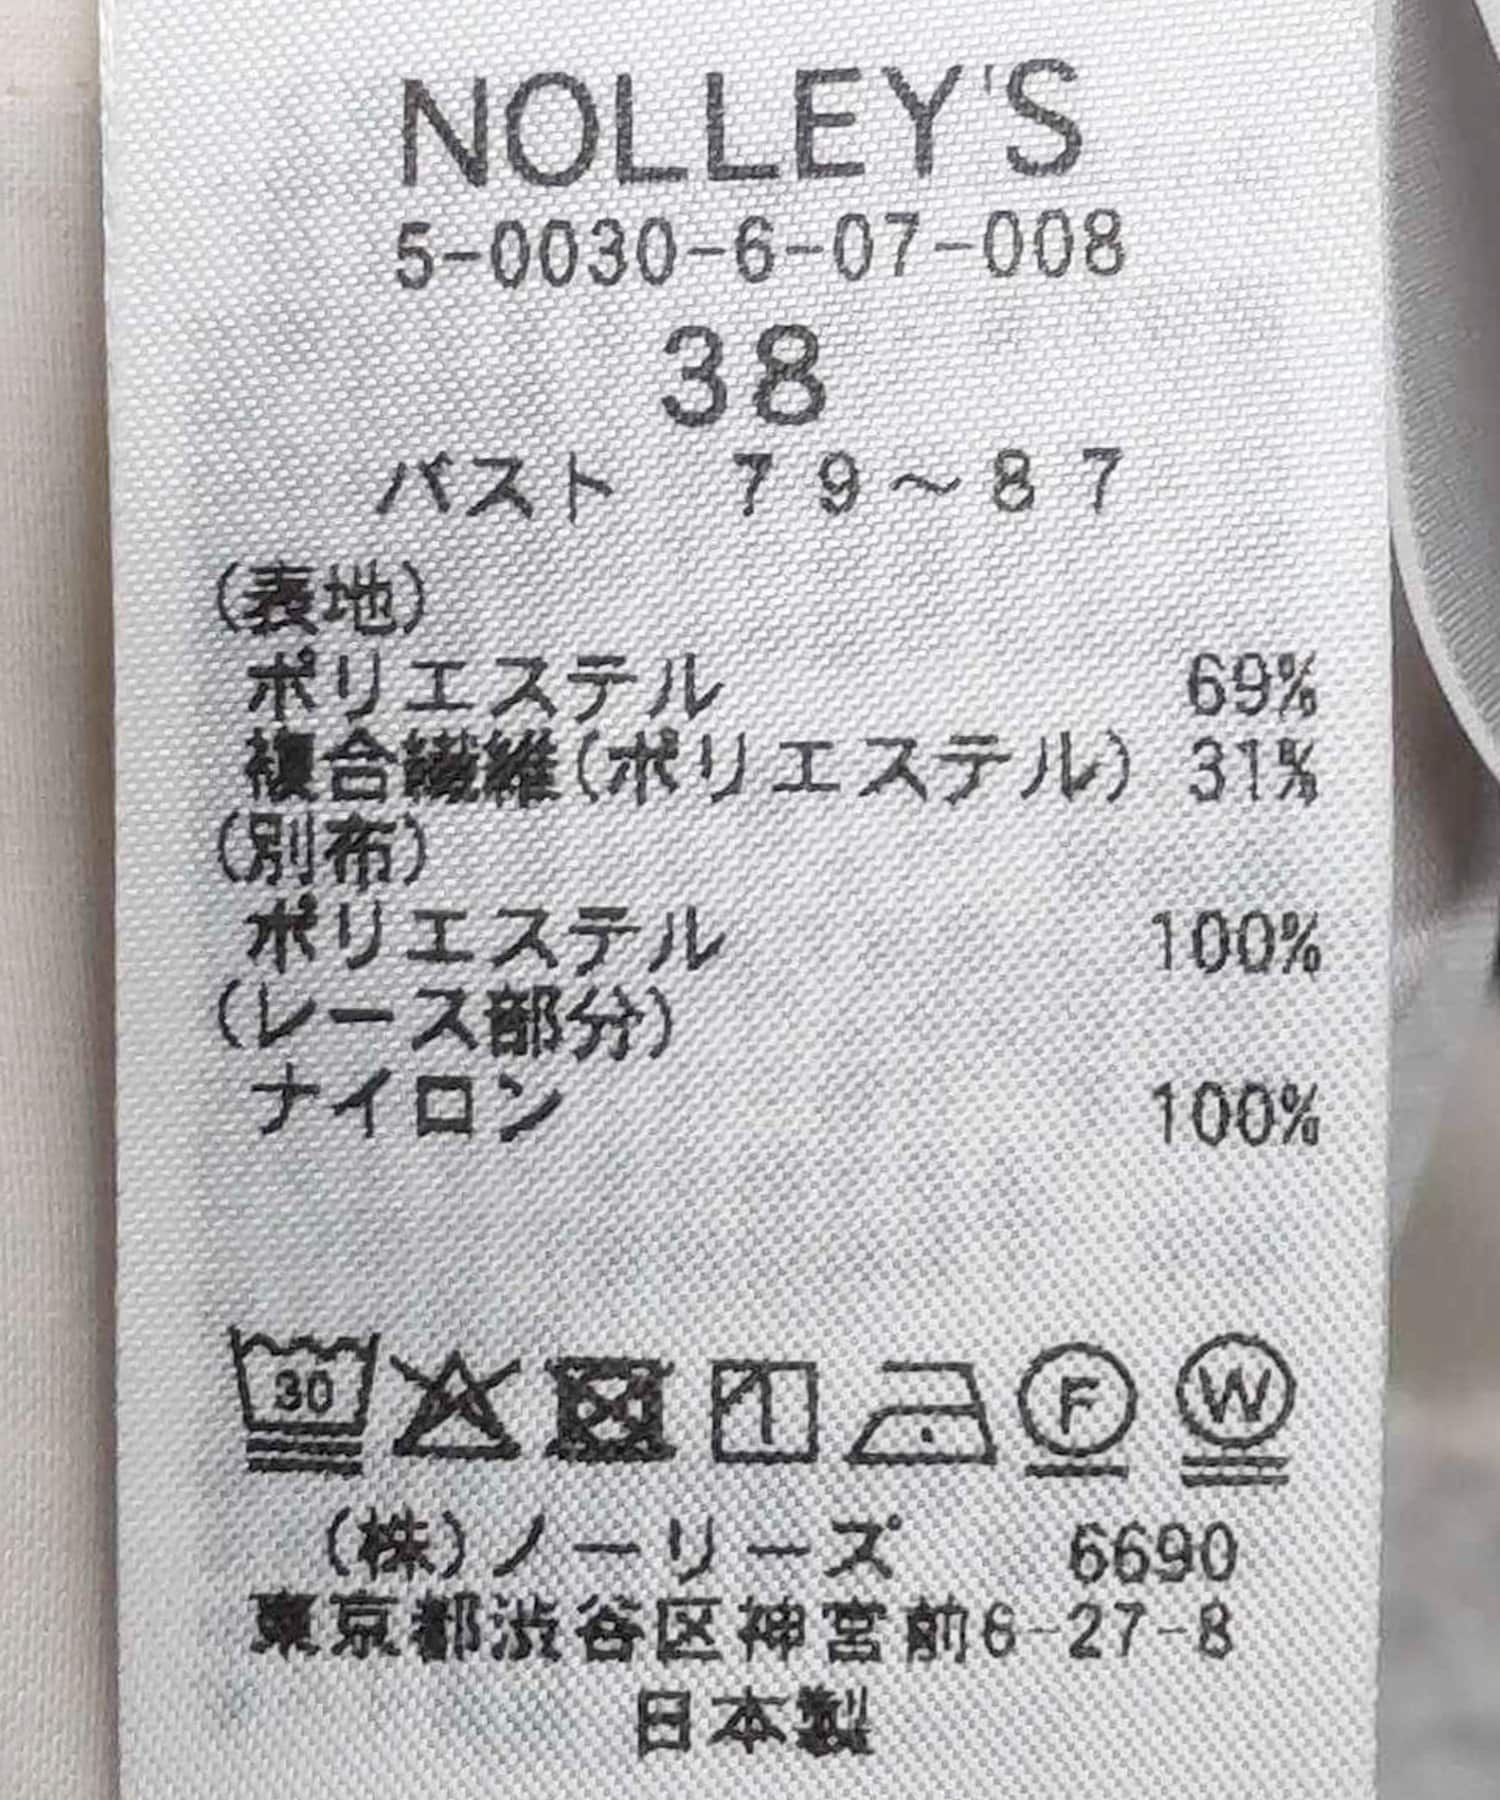 NOLLEY'S
5-0030-6-07-008
38
バスト　79～87
(表地)
ポリエステル 69%
複合繊維(ポリエステル) 31%
(別布)
ポリエステル 100%
(レース部分)
ナイロン 100%
30 F W
(株)ノーリーズ 6690
東京都渋谷区神宮前6-27-8
日本製